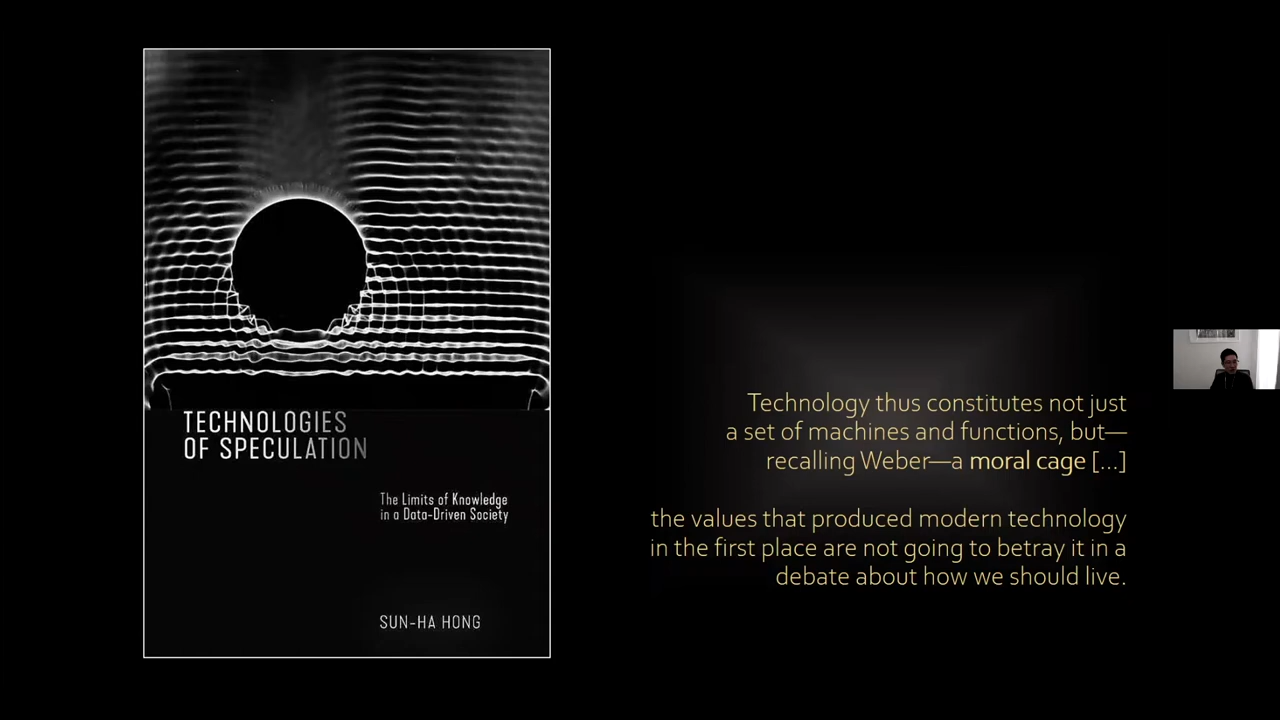 TECHNOLOGIES
OF SPECULATION
The Limits of Knowledge
in a Data-Driven Society
SUN-HA HONG
Technology thus constitutes not just
a set of machines and functions, but—
recalling Weber—a moral cage [...]
the values that produced modern technology
in the first place are not going to betray it in a
debate about how we should live.